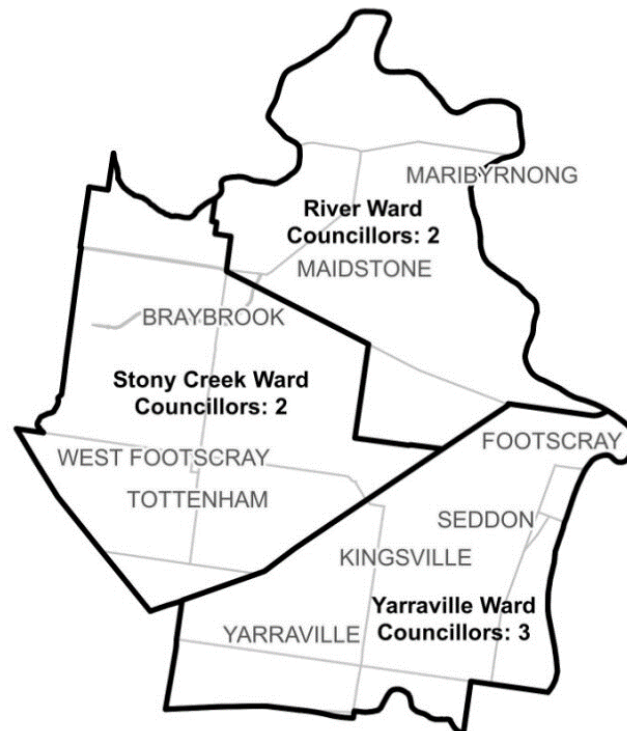 MARIBYRNONG
River Ward
Councillors: 2
MAIDSTONE
BRAYBROOK
Stony Creek Ward
Councillors: 2
FOOTSCRAY
WEST FOOTSCRAY
TOTTENHAM
SEDDON
KINGSVILLE
Yarraville Ward
Councillors: 3
YARRAVILLE